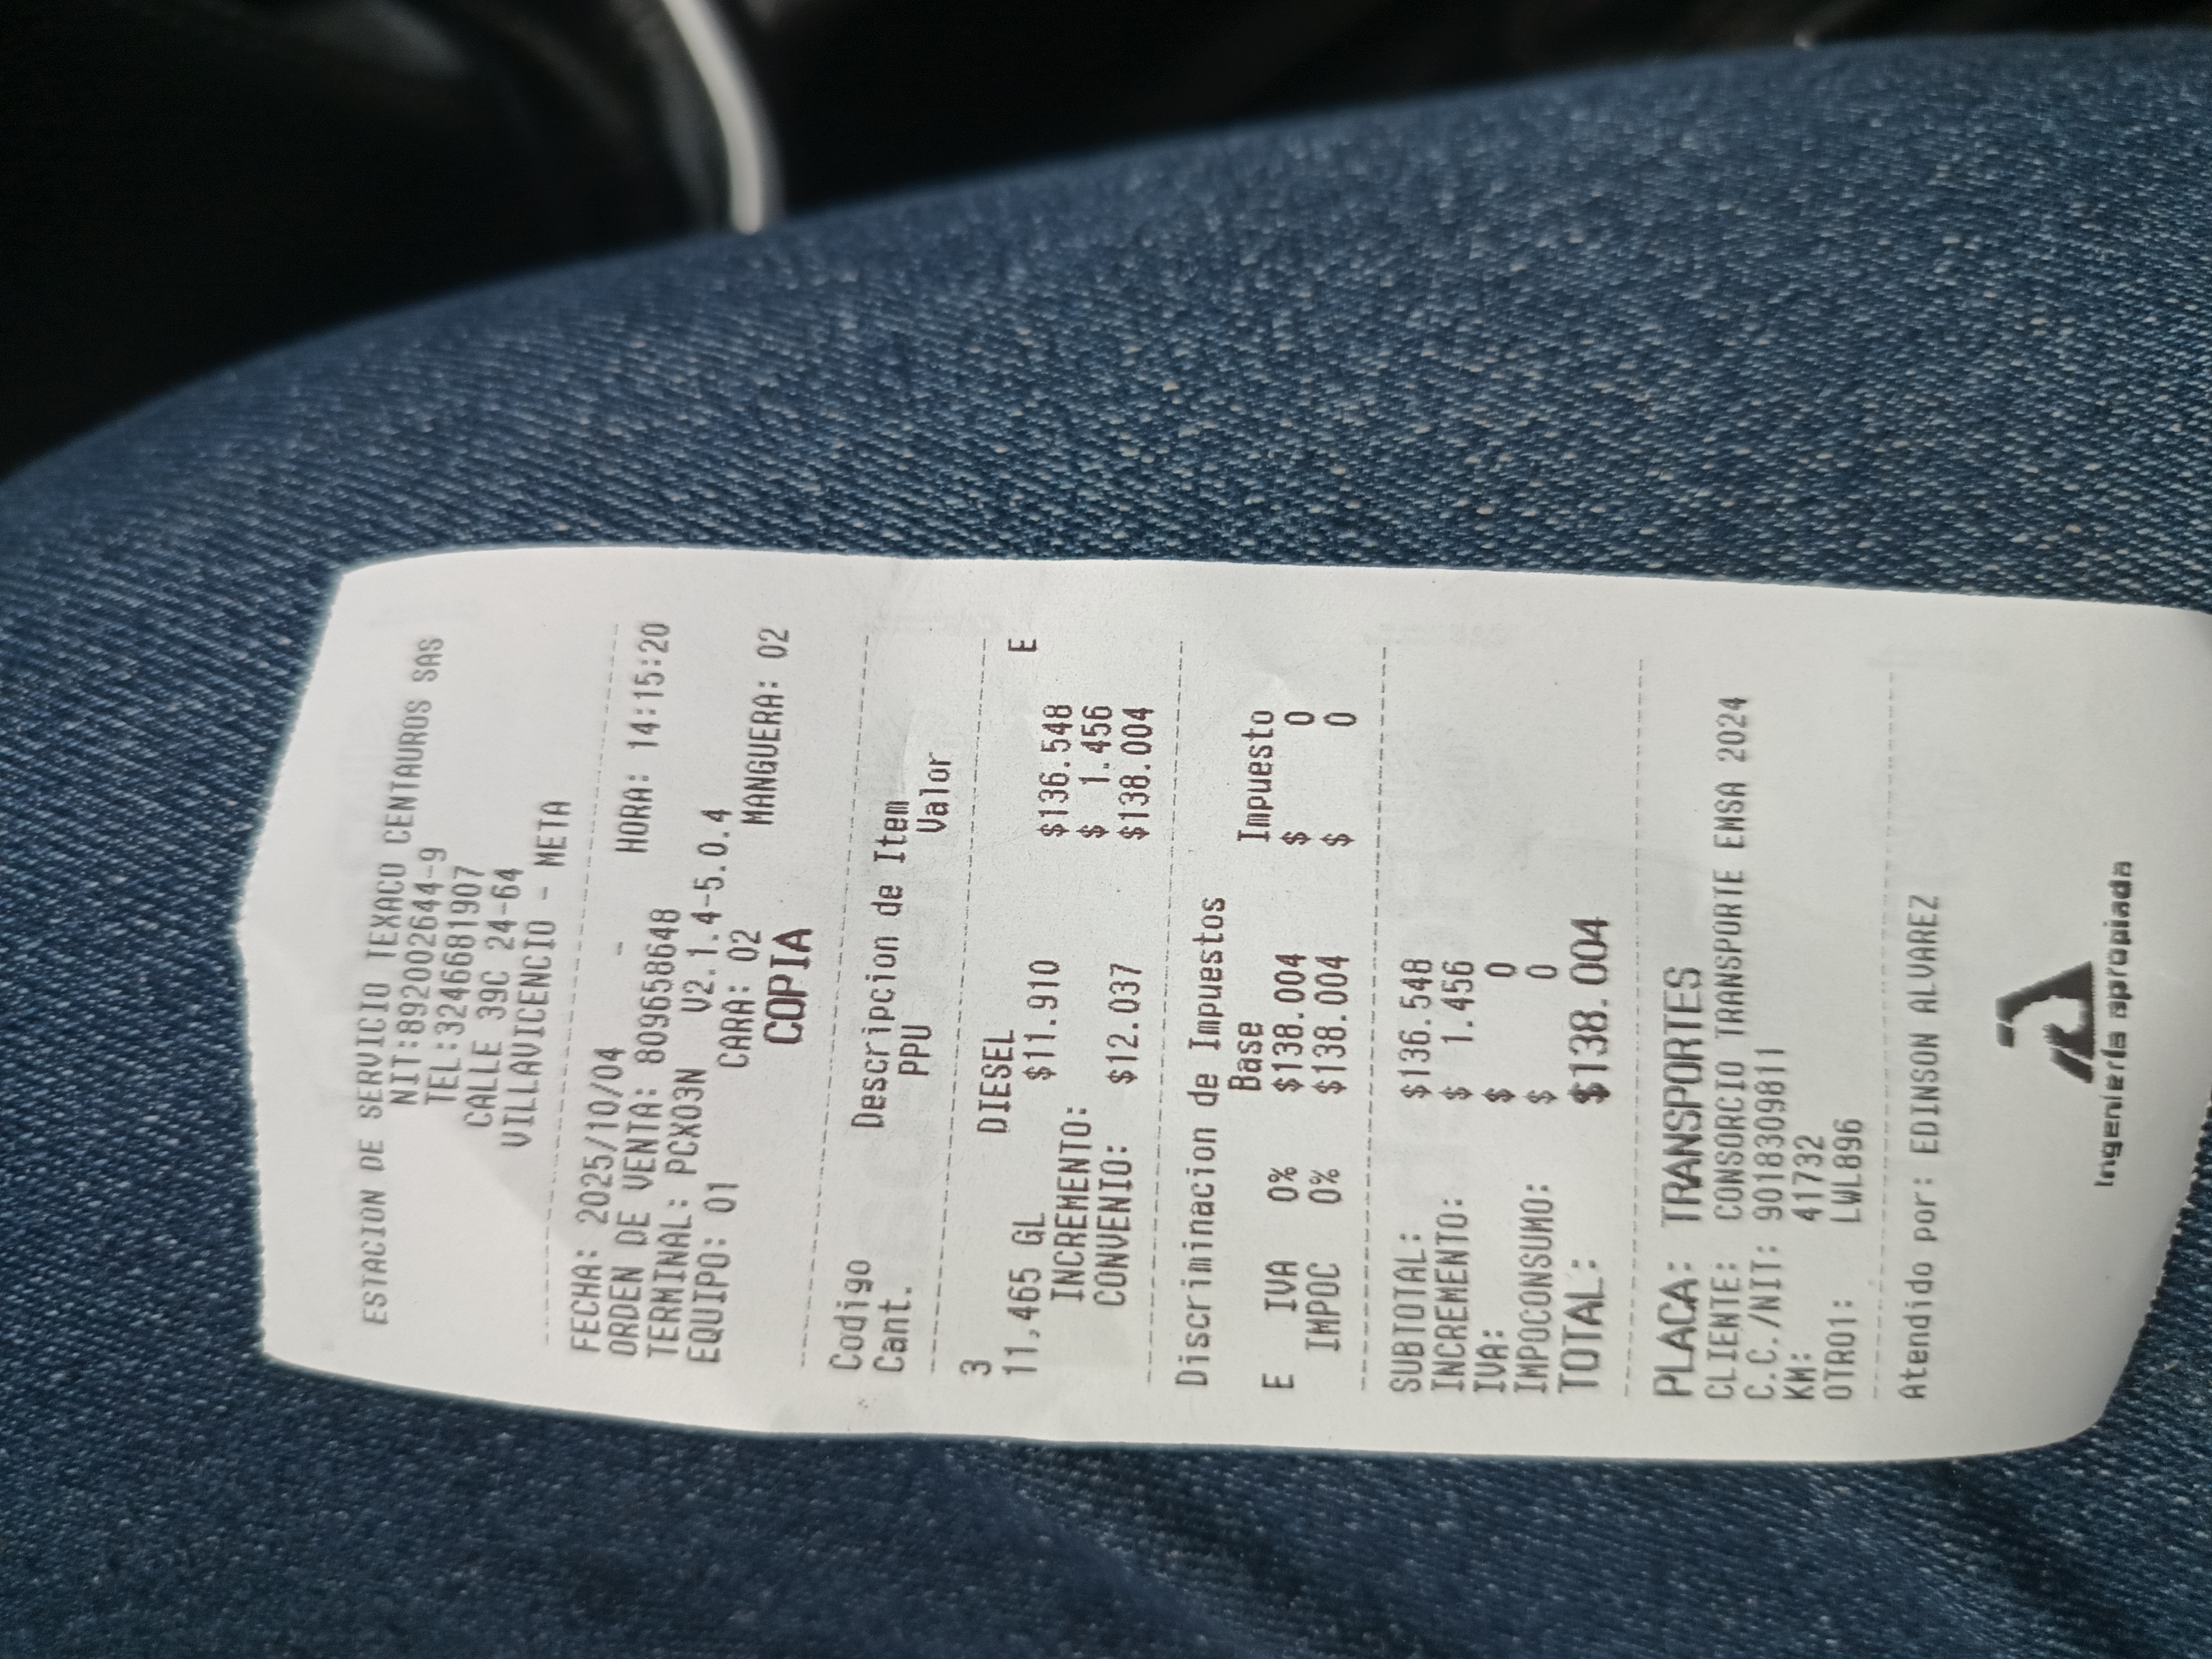 ESTACION DE SERVICIO TEXACO CENTAUROS SAS
NIT:892002644-9
TEL:3246681907
CALLE 39C 24-64
VILLAVICENCIO - META
-
FECHA: 2025/10/04 HORA: 14:15:20
ORDEN DE VENTA: 809658648
TERMINAL: PCX03N V2.1.4-5.0.4
EQUIPO: 01 CARA: 02 MANGUERA: 02
COPIA
Codigo Descripcion de Item
Cant. PPU Valor
3 DIESEL
11,465 GL $11.910 $136.548 E
INCREMENTO: $ 1.456
CONVENIO: $12.037 $138.004
Discriminacion de Impuestos
Base Impuesto
E IVA 0% $138.004 $ 0
IMPOC 0% $138.004 $ 0
SUBTOTAL: $136.548
INCREMENTO: $ 1.456
IVA: $ 0
IMPOCONSUMO: $ 0
TOTAL: $138.004
PLACA: TRANSPORTES
CLIENTE: CONSORCIO TRANSPORTE EMSA 2024
C.C./NIT: 9018309811
KM: 41732
OTRO1: LWL896
Atendido por: EDINSON ALVAREZ
Ingeniería apropiada